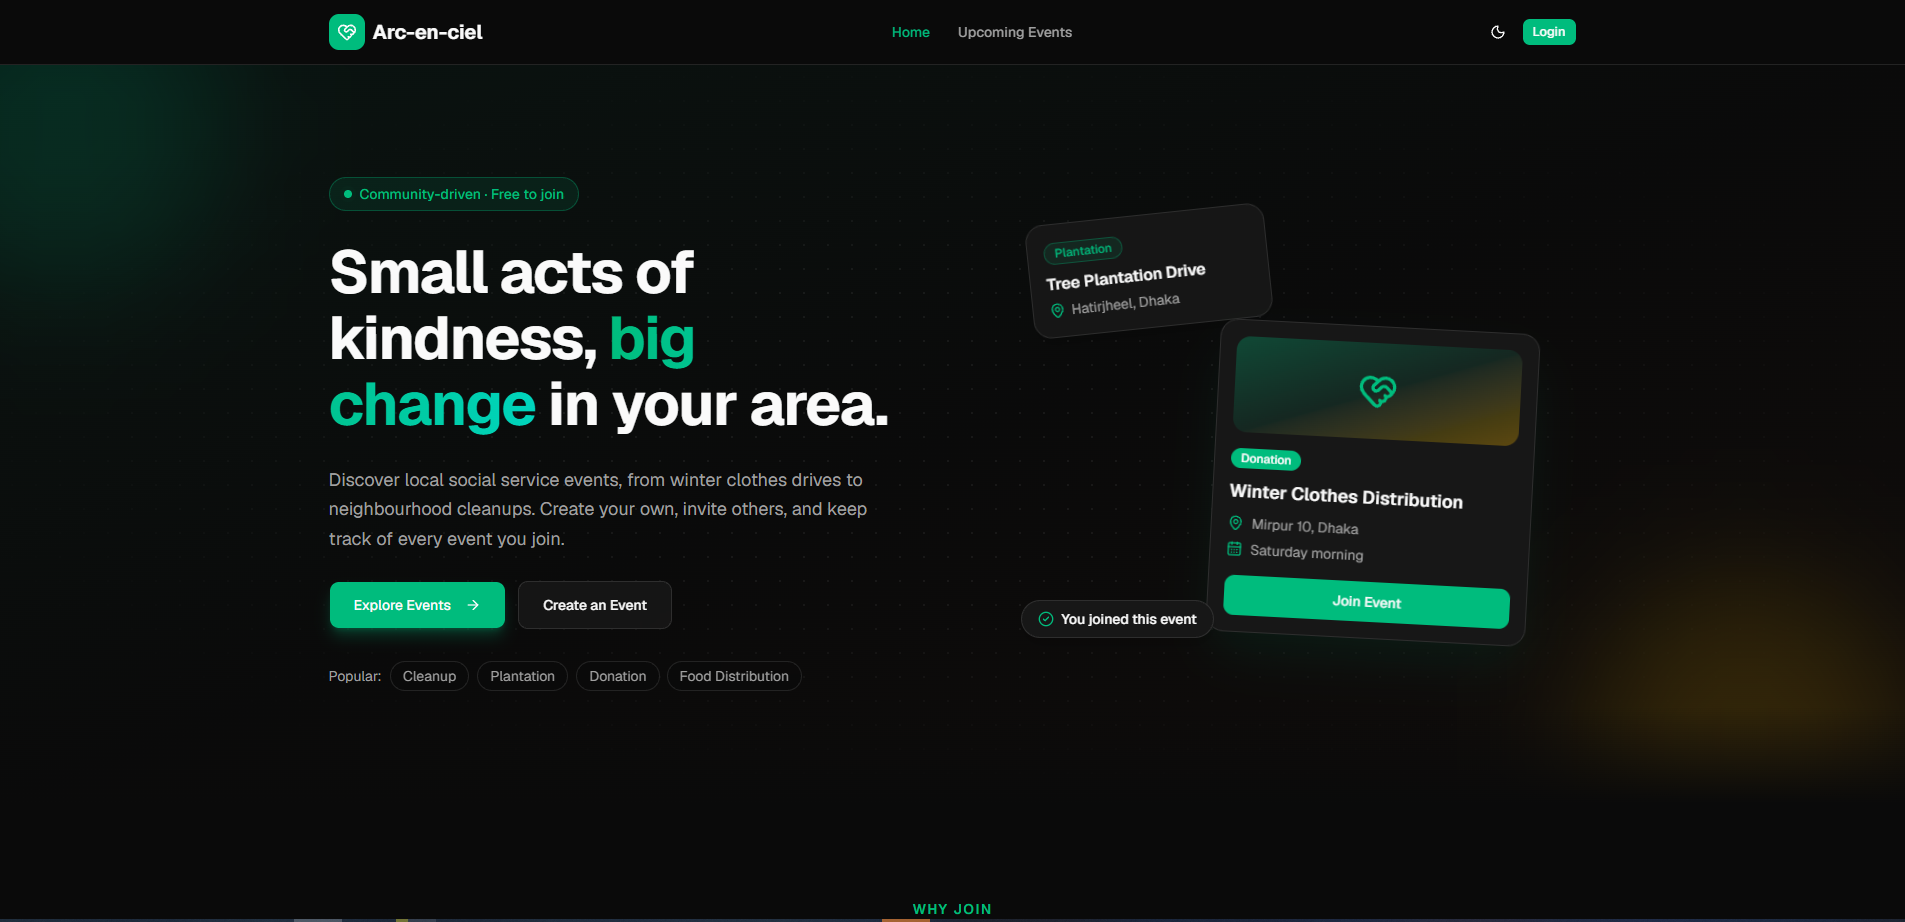 Arc-en-ciel
Home
Upcoming Events
Login
Community-driven · Free to join
Small acts of
kindness, big
change in your area.
Discover local social service events, from winter clothes drives to
neighbourhood cleanups. Create your own, invite others, and keep
track of every event you join.
Explore Events
Create an Event
Popular:
Cleanup
Plantation
Donation
Food Distribution
Plantation
Tree Plantation Drive
Hatirjheel, Dhaka
Donation
Winter Clothes Distribution
Mirpur 10, Dhaka
Saturday morning
Join Event
You joined this event
WHY JOIN